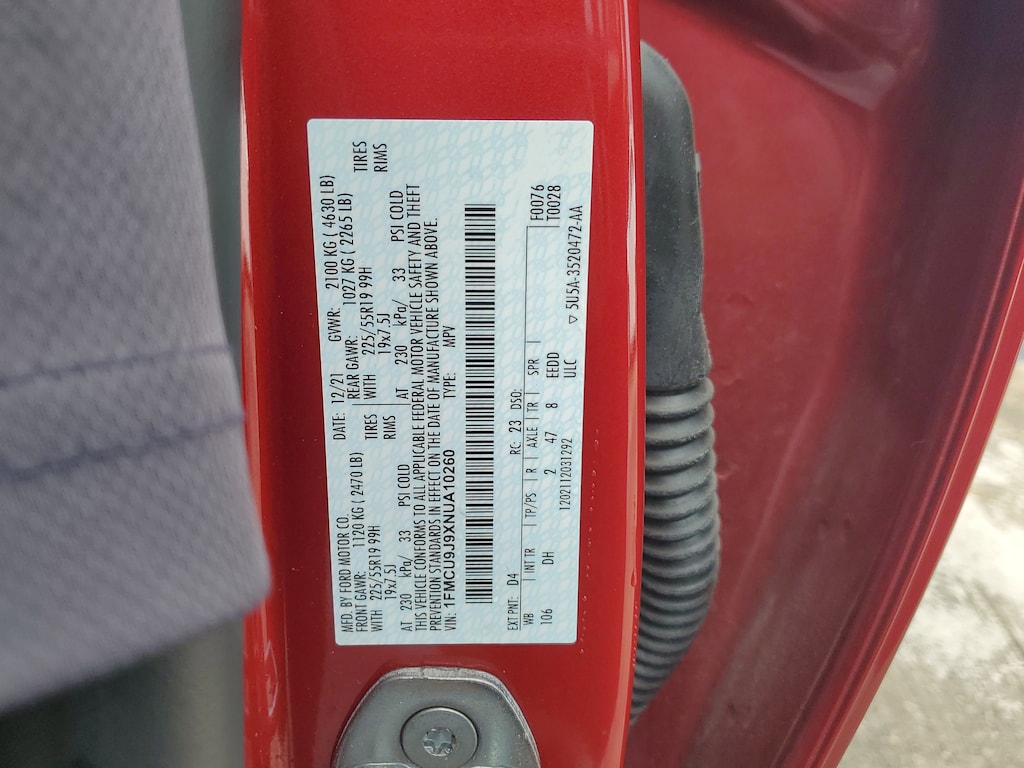 MFD. BY FORD MOTOR CO. DATE: 12/21 GVWR: 2100 KG ( 4630 LB)
FRONT GAWR: 1120 KG ( 2470 LB) REAR GAWR: 1027 KG ( 2265 LB)
WITH 225/55R19 99H TIRES WITH 225/55R19 99H TIRES
19x7.5J RIMS 19x7.5J RIMS
AT 230 kPa/ 33 PSI COLD AT 230 kPa/ 33 PSI COLD
THIS VEHICLE CONFORMS TO ALL APPLICABLE FEDERAL MOTOR VEHICLE SAFETY AND THEFT
PREVENTION STANDARDS IN EFFECT ON THE DATE OF MANUFACTURE SHOWN ABOVE.
VIN: 1FMCU9J9XNUA10260 TYPE: MPV
EXT PNT: D4 RC: 23 DSO: F0076
WB INT TR TP/PS R AXLE TR SPR T0028
106 DH 2 47 8 EEDD
1202112031292 ULC
▽ 5U5A-3520472-AA